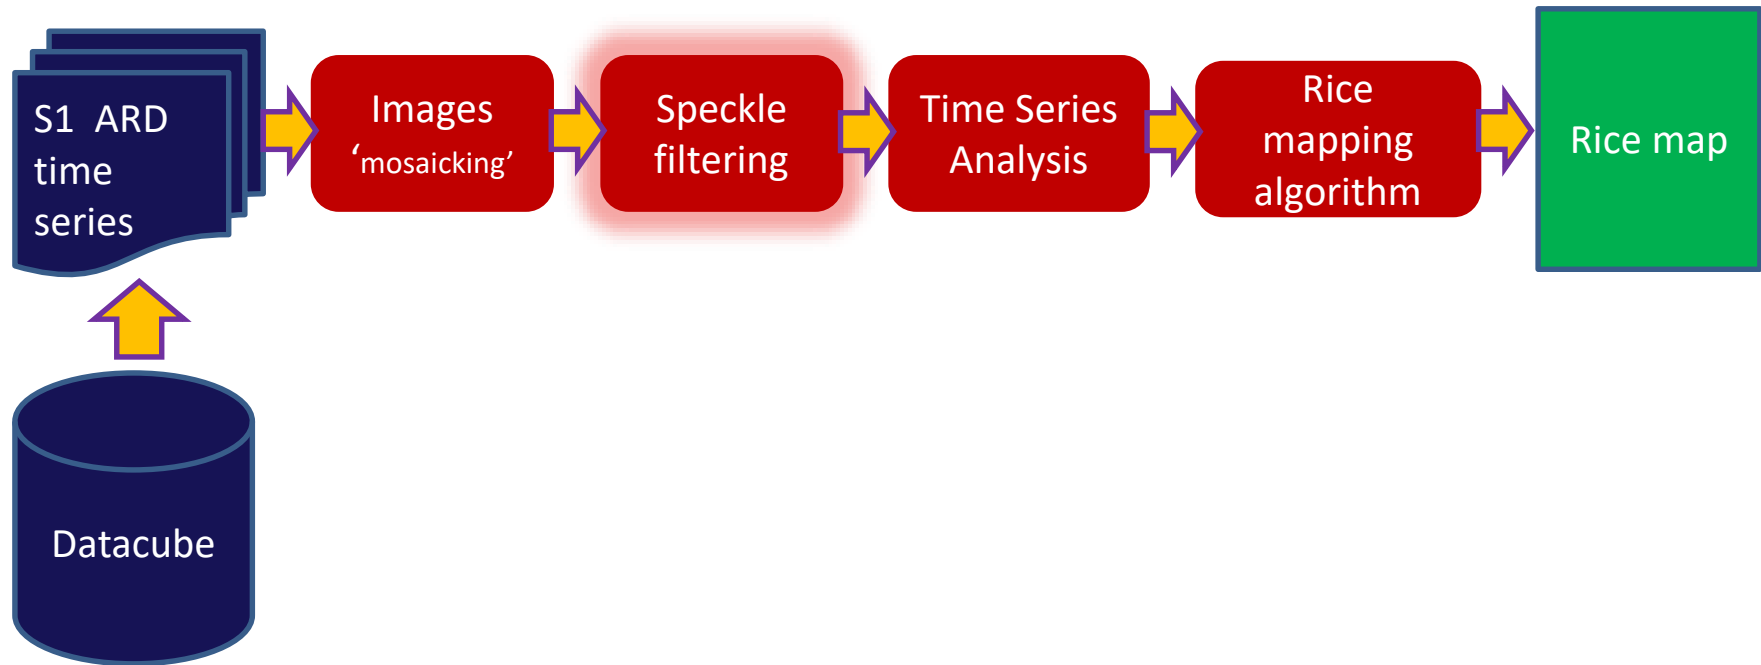 S1  ARD
time
series
Images
‘mosaicking’
Speckle
filtering
Time Series
Analysis
Rice
mapping
algorithm
Rice map
Datacube